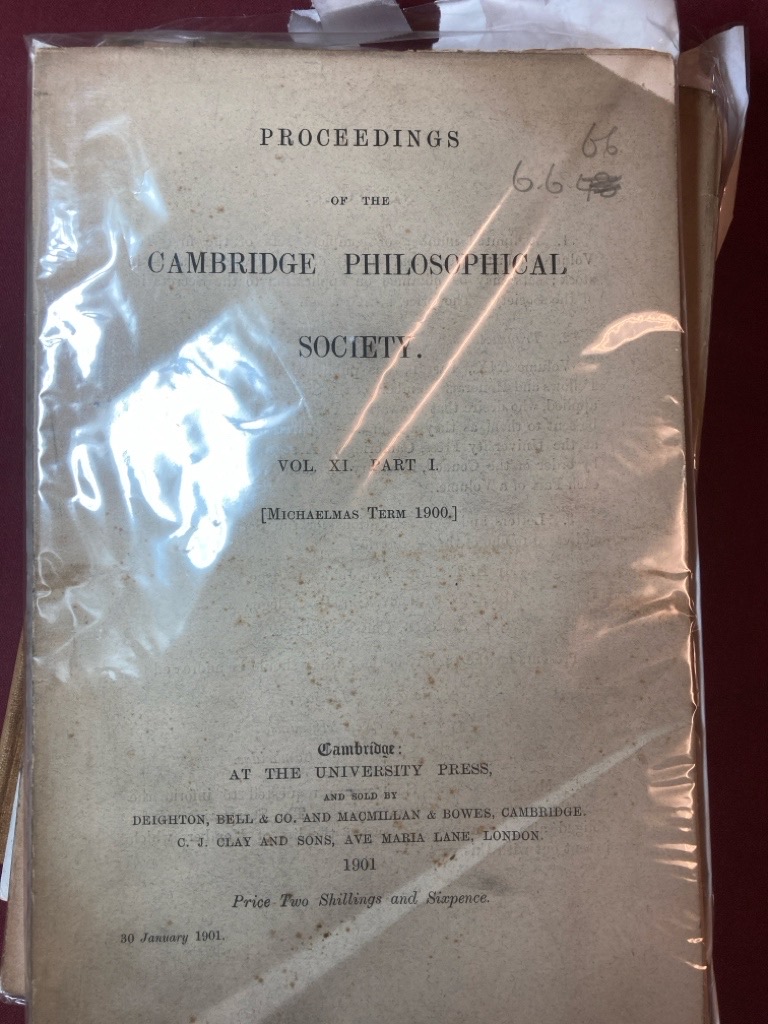 PROCEEDINGS
66
6.6
OF THE
CAMBRIDGE PHILOSOPHICAL
SOCIETY.
VOL. XI. PART I.
[MICHAELMAS TERM 1900.]
Cambridge:
AT THE UNIVERSITY PRESS,
AND SOLD BY
DEIGHTON, BELL & CO. AND MACMILLAN & BOWES, CAMBRIDGE.
C. J. CLAY AND SONS, AVE MARIA LANE, LONDON.
1901
Price Two Shillings and Sixpence.
30 January 1901.